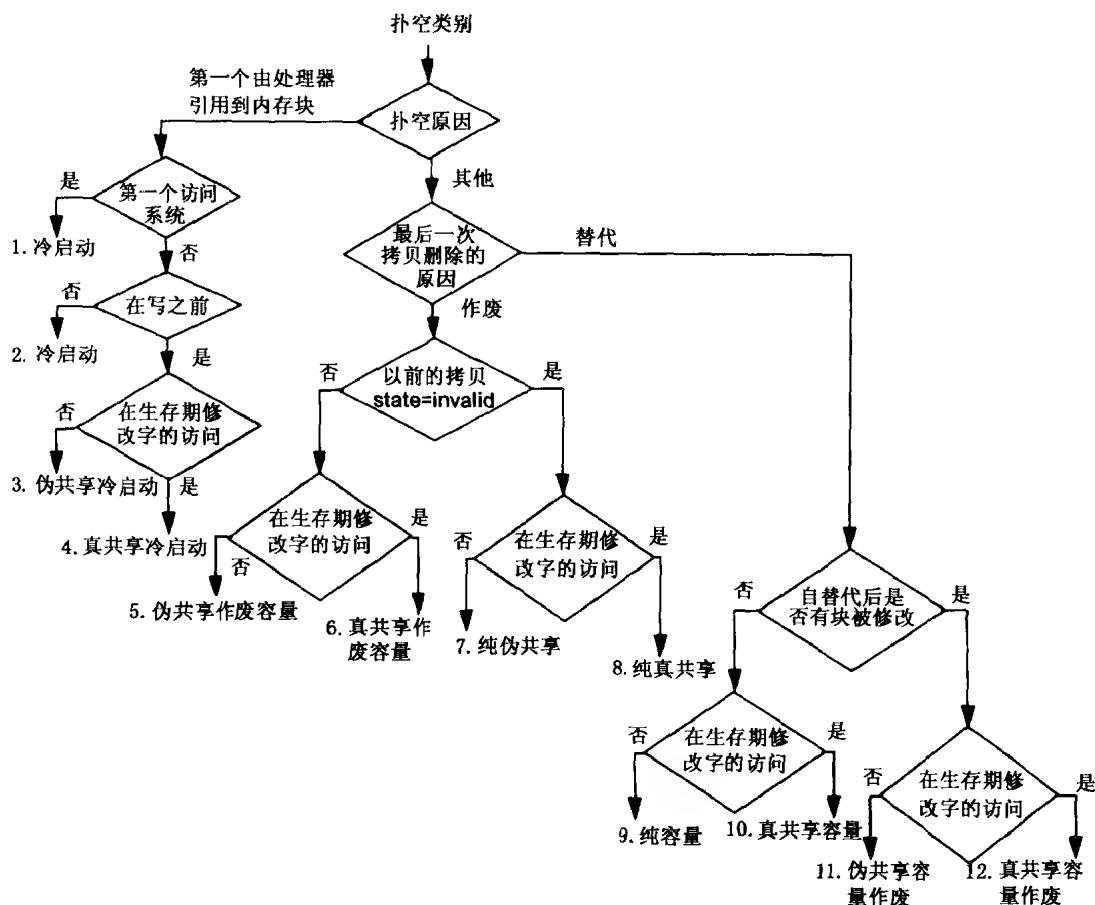 扑空类别
第一个由处理器
引用到内存块
扑空原因
是
第一个访问
系统
其他
1.冷启动
否
最后一次
拷贝删除的
原因
替代
否
在写之前
作废
2. 冷启动
是
否
以前的拷贝
state=invalid
是
否
在生存期修
改字的访问
3. 伪共享冷启动
是
4. 真共享冷启动
在生存期修
改字的访问
是
否
5. 伪共享作废容量
6. 真共享作
废容量
否
在生存期修
改字的访问
是
7. 纯伪共享
8. 纯真共享
否
自替代后是
否有块被修改
是
否
在生存期修
改字的访问
是
9. 纯容量
10. 真共享容量
否
在生存期修
改字的访问
是
11. 伪共享容
量作废
12. 真共享容
量作废